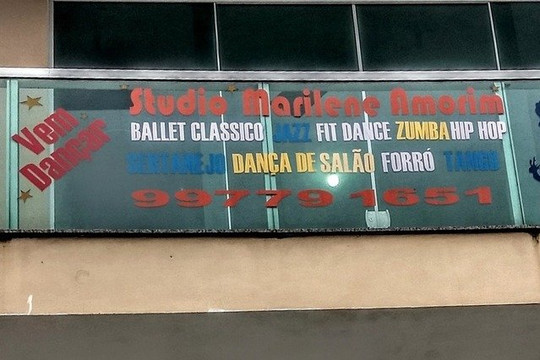 Vem
Dançar
Studio Marilene Amorim
BALLET CLASSICO JAZZ FIT DANCE ZUMBA HIP HOP
SERTANEJO DANÇA DE SALÃO FORRÓ TANGO
99779 1651